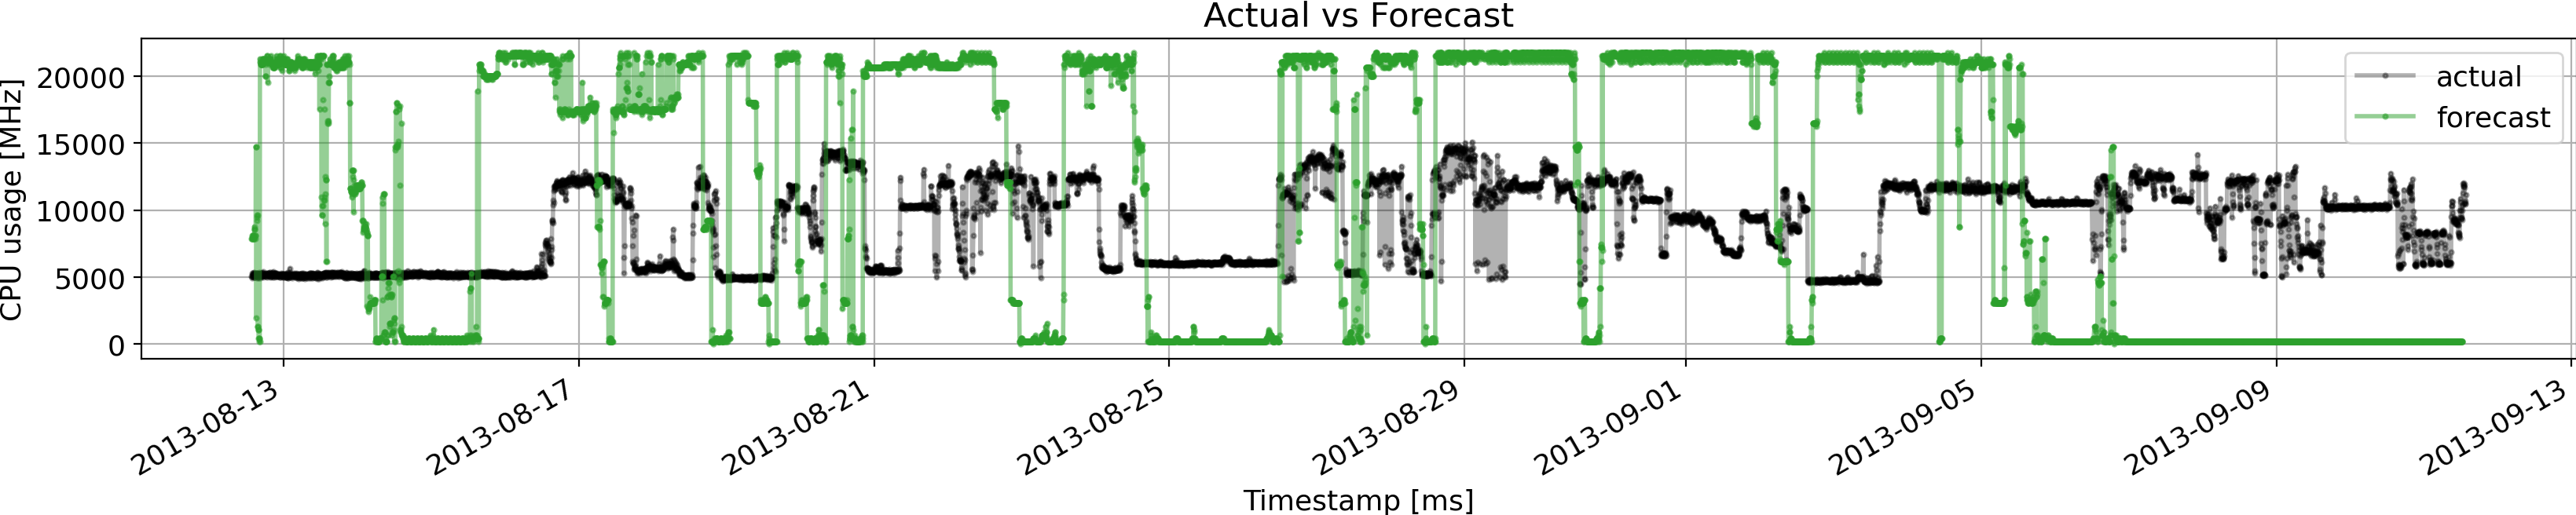 Actual vs Forecast
CPU usage [MHz]
20000
15000
10000
5000
0
actual
forecast
2013-08-13
2013-08-17
2013-08-21
2013-08-25
2013-08-29
2013-09-01
2013-09-05
2013-09-09
2013-09-13
Timestamp [ms]